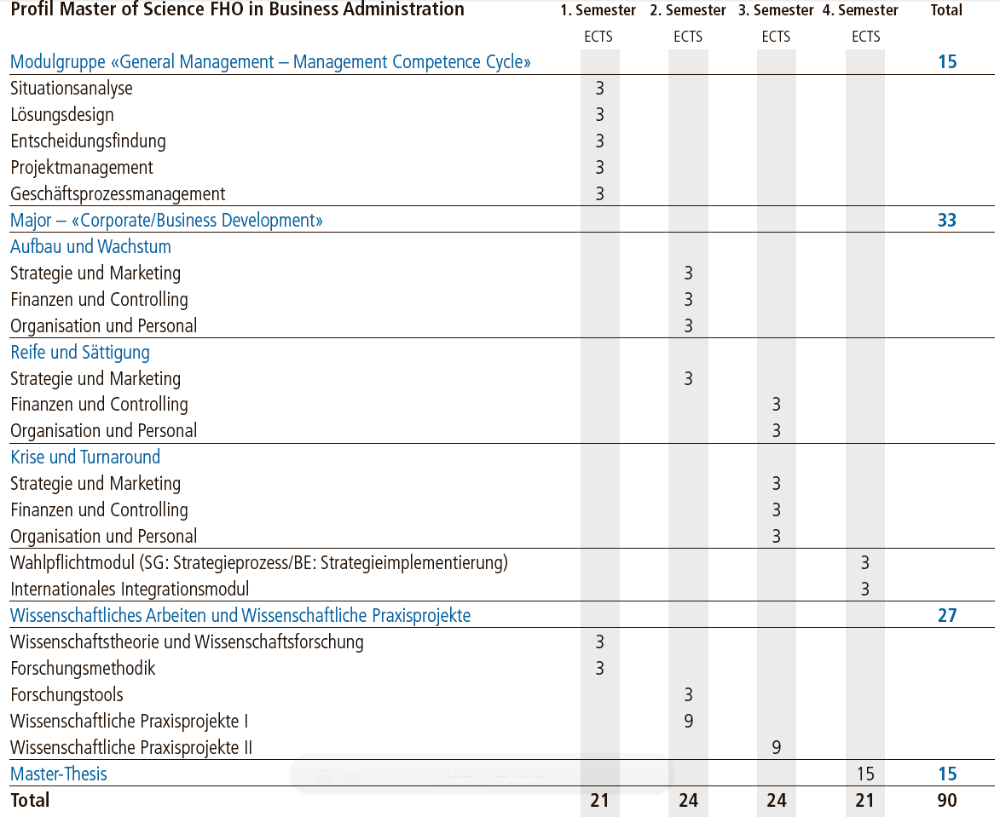 Profil Master of Science FHO in Business Administration 1. Semester 2. Semester 3. Semester 4. Semester Total
ECTS ECTS ECTS ECTS
Modulgruppe «General Management – Management Competence Cycle» 15
Situationsanalyse 3
Lösungsdesign 3
Entscheidungsfindung 3
Projektmanagement 3
Geschäftsprozessmanagement 3
Major – «Corporate/Business Development» 33
Aufbau und Wachstum
Strategie und Marketing 3
Finanzen und Controlling 3
Organisation und Personal 3
Reife und Sättigung
Strategie und Marketing 3
Finanzen und Controlling 3
Organisation und Personal 3
Krise und Turnaround
Strategie und Marketing 3
Finanzen und Controlling 3
Organisation und Personal 3
Wahlpflichtmodul (SG: Strategieprozess/BE: Strategieimplementierung) 3
Internationales Integrationsmodul 3
Wissenschaftliches Arbeiten und Wissenschaftliche Praxisprojekte 27
Wissenschaftstheorie und Wissenschaftsforschung 3
Forschungsmethodik 3
Forschungstools 3
Wissenschaftliche Praxisprojekte I 9
Wissenschaftliche Praxisprojekte II 9
Master-Thesis 15 15
Total 21 24 24 21 90